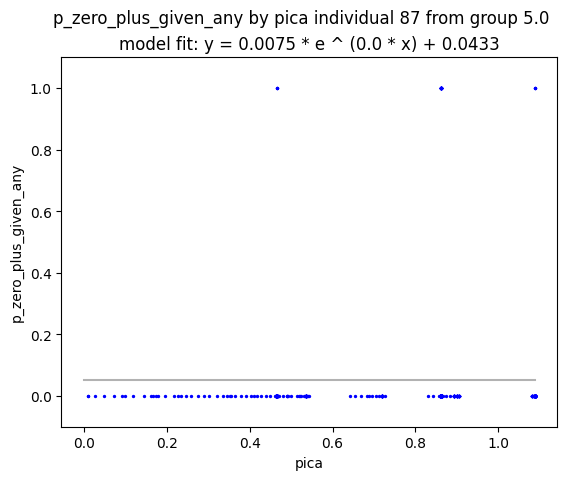 p_zero_plus_given_any by pica individual 87 from group 5.0
model fit: y = 0.0075 * e ^ (0.0 * x) + 0.0433
1.0
0.8
0.6
0.4
0.2
0.0
p_zero_plus_given_any
0.0 0.2 0.4 0.6 0.8 1.0
pica